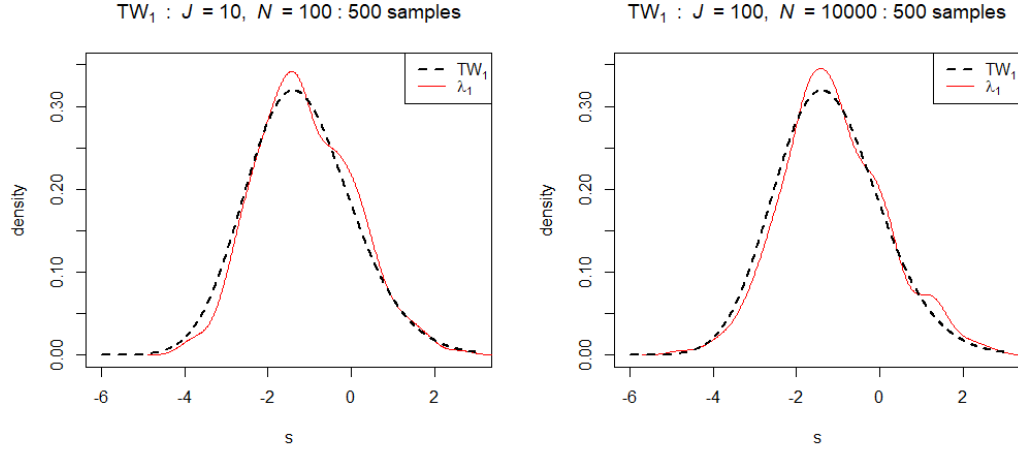 TW₁ : J = 10, N = 100 : 500 samples
TW₁
λ₁
density
0.30
0.20
0.10
0.00
-6 -4 -2 0 2
s
TW₁ : J = 100, N = 10000 : 500 samples
TW₁
λ₁
density
0.30
0.20
0.10
0.00
-6 -4 -2 0 2
s